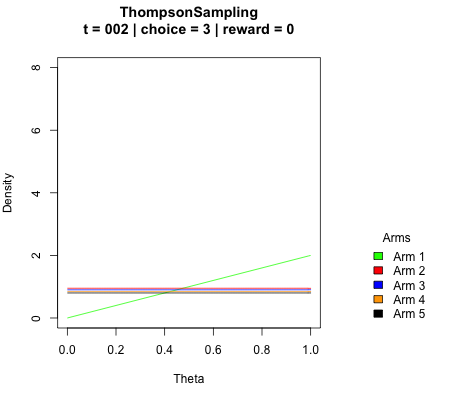 ThompsonSampling
t = 002 | choice = 3 | reward = 0
Density
8
6
4
2
0
0.0 0.2 0.4 0.6 0.8 1.0
Theta
Arms
Arm 1
Arm 2
Arm 3
Arm 4
Arm 5